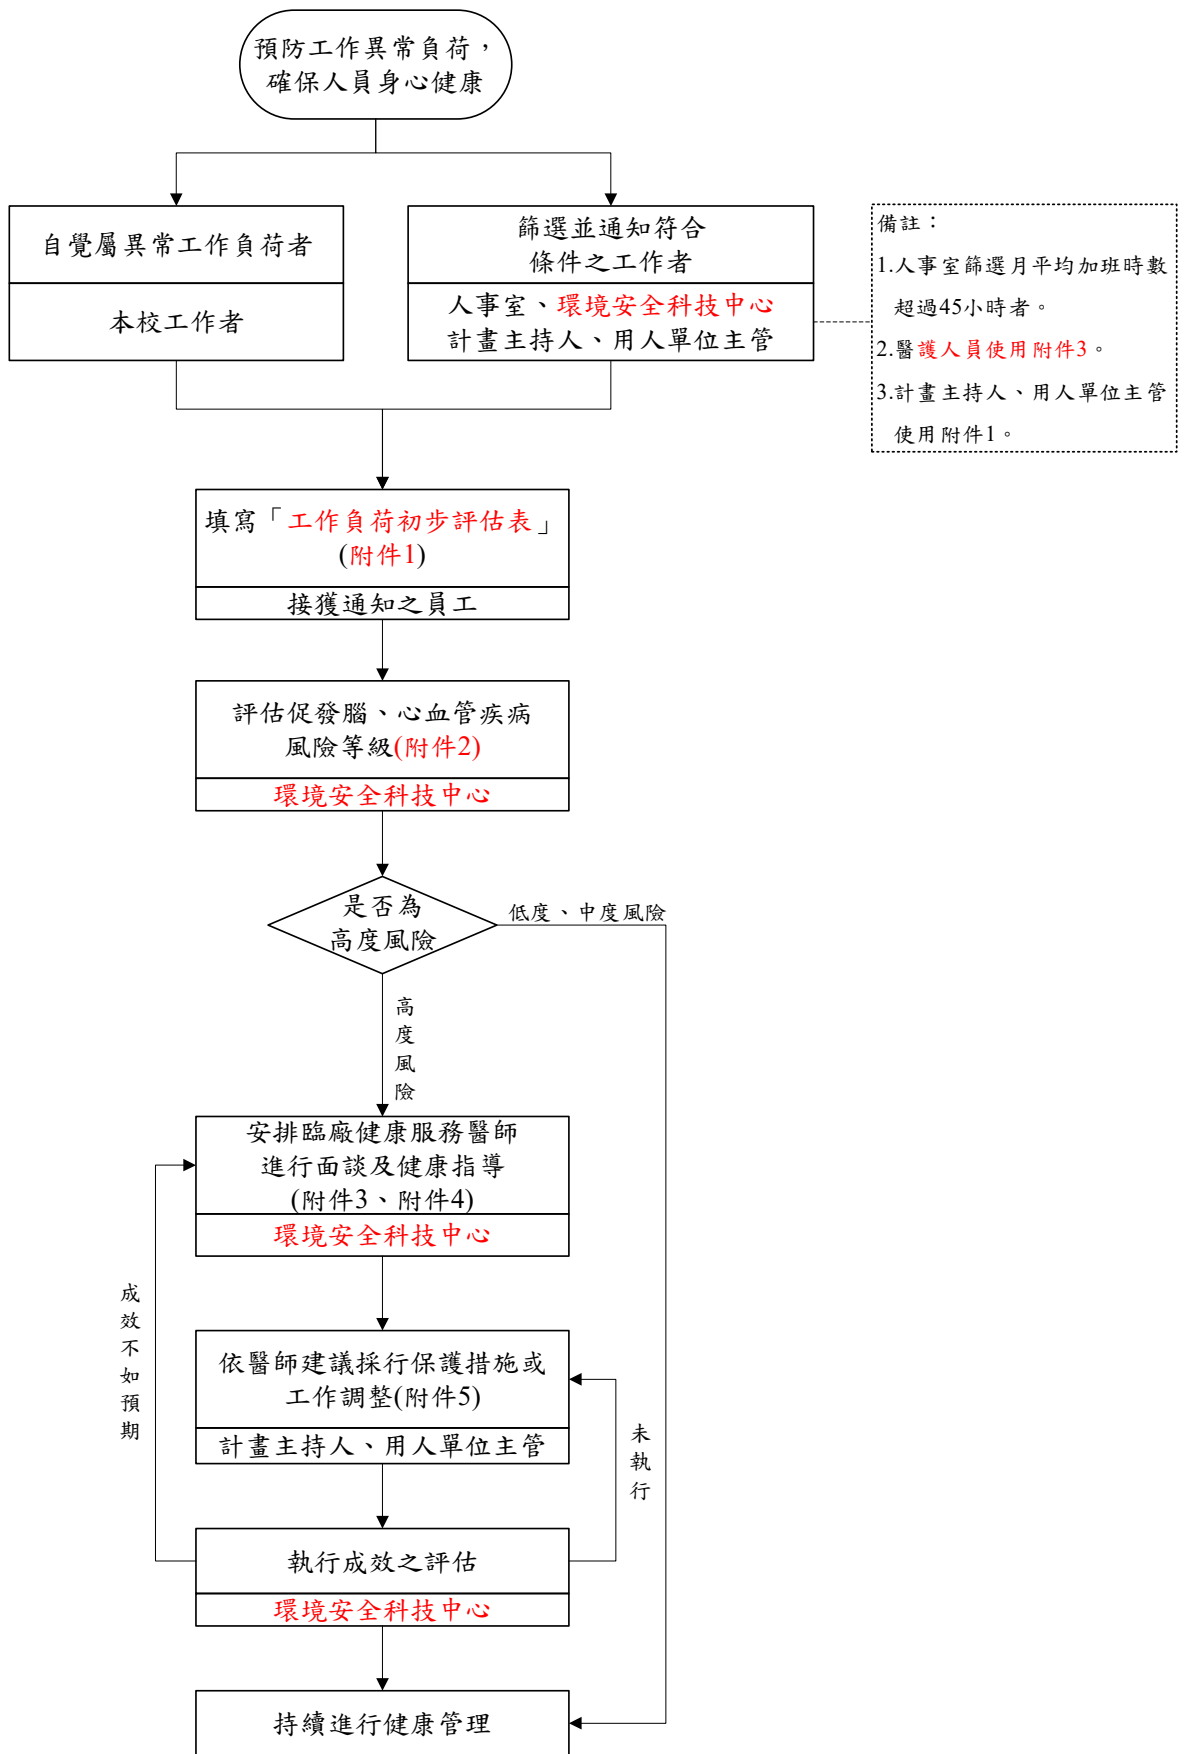 預防工作異常負荷，
確保人員身心健康
自覺屬異常工作負荷者
本校工作者
篩選並通知符合
條件之工作者
人事室、環境安全科技中心
計畫主持人、用人單位主管
備註：
1.人事室篩選月平均加班時數
超過45小時者。
2.醫護人員使用附件3。
3.計畫主持人、用人單位主管
使用附件1。
填寫「工作負荷初步評估表」
(附件1)
接獲通知之員工
評估促發腦、心血管疾病
風險等級(附件2)
環境安全科技中心
是否為
高度風險
低度、中度風險
高度風險
安排臨廠健康服務醫師
進行面談及健康指導
(附件3、附件4)
環境安全科技中心
成效不如預期
依醫師建議採行保護措施或
工作調整(附件5)
計畫主持人、用人單位主管
未執行
執行成效之評估
環境安全科技中心
持續進行健康管理